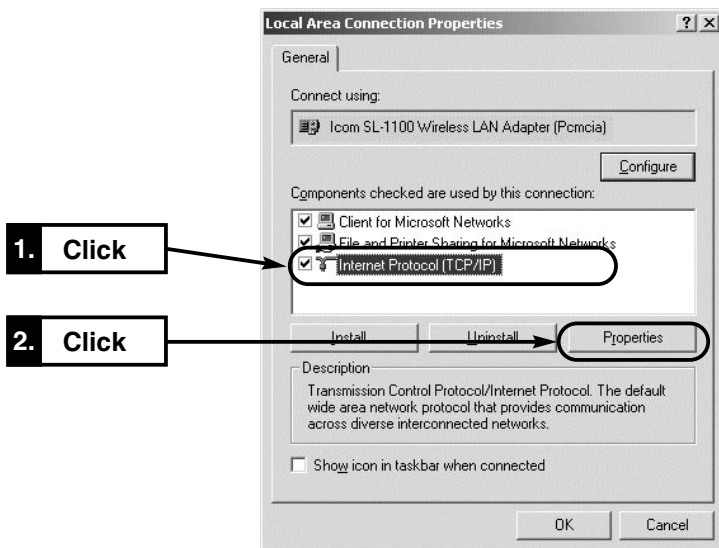 Local Area Connection Properties
General
Connect using:
Icom SL-1100 Wireless LAN Adapter (Pcmcia)
Configure
Components checked are used by this connection:
Client for Microsoft Networks
File and Printer Sharing for Microsoft Networks
1. Click
Internet Protocol (TCP/IP)
2. Click
Install Uninstall Properties
Description
Transmission Control Protocol/Internet Protocol. The default
wide area network protocol that provides communication
across diverse interconnected networks.
Show icon in taskbar when connected
OK Cancel